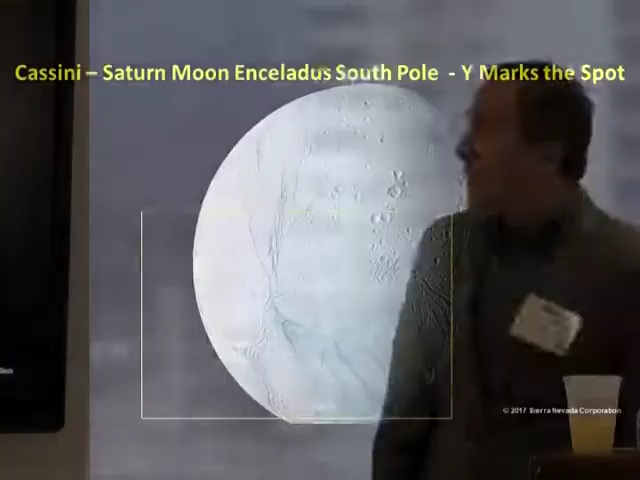 Cassini – Saturn Moon Enceladus South Pole - Y Marks the Spot
© 2017 Sierra Nevada Corporation